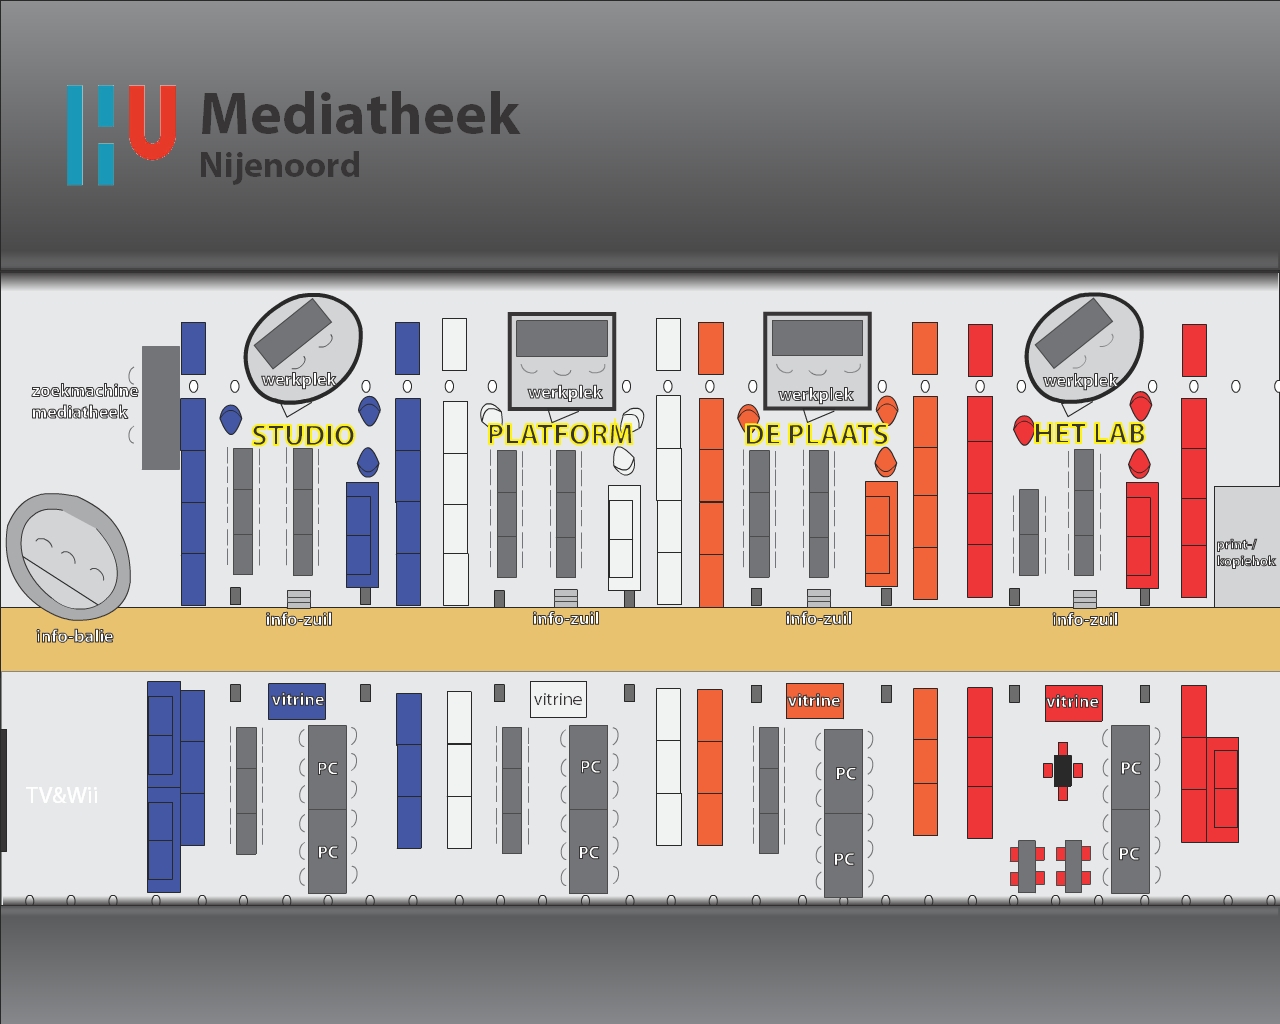 HU
Mediatheek
Nijenoord
werkplek
werkplek
werkplek
werkplek
zoekmachine
mediatheek
STUDIO
PLATFORM
DE PLAATS
HET LAB
print-/
kopiehok
info-balie
info-zuil
info-zuil
info-zuil
info-zuil
vitrine
vitrine
vitrine
vitrine
TV&Wii
PC
PC
PC
PC
PC
PC
PC
PC